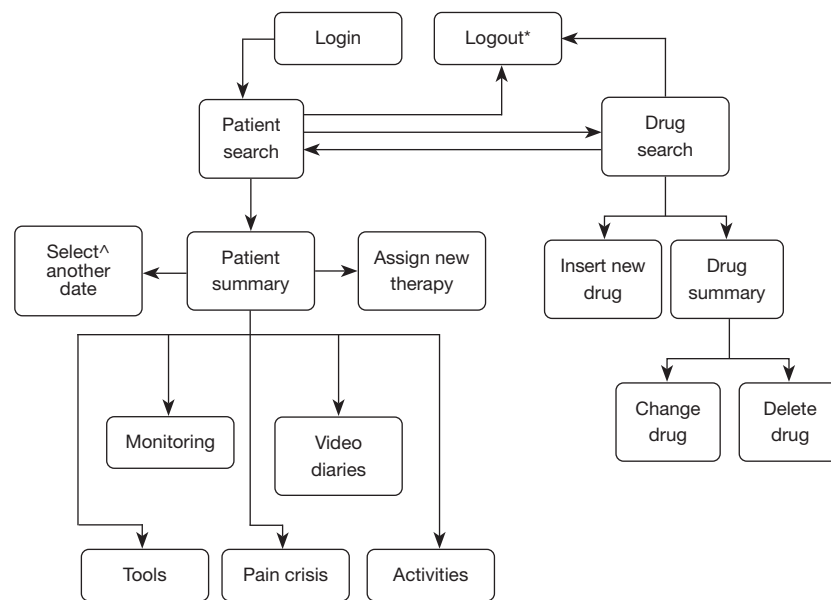 Login
Logout*
Patient
search
Drug
search
Select^
another
date
Patient
summary
Assign new
therapy
Insert new
drug
Drug
summary
Change
drug
Delete
drug
Monitoring
Video
diaries
Tools
Pain crisis
Activities